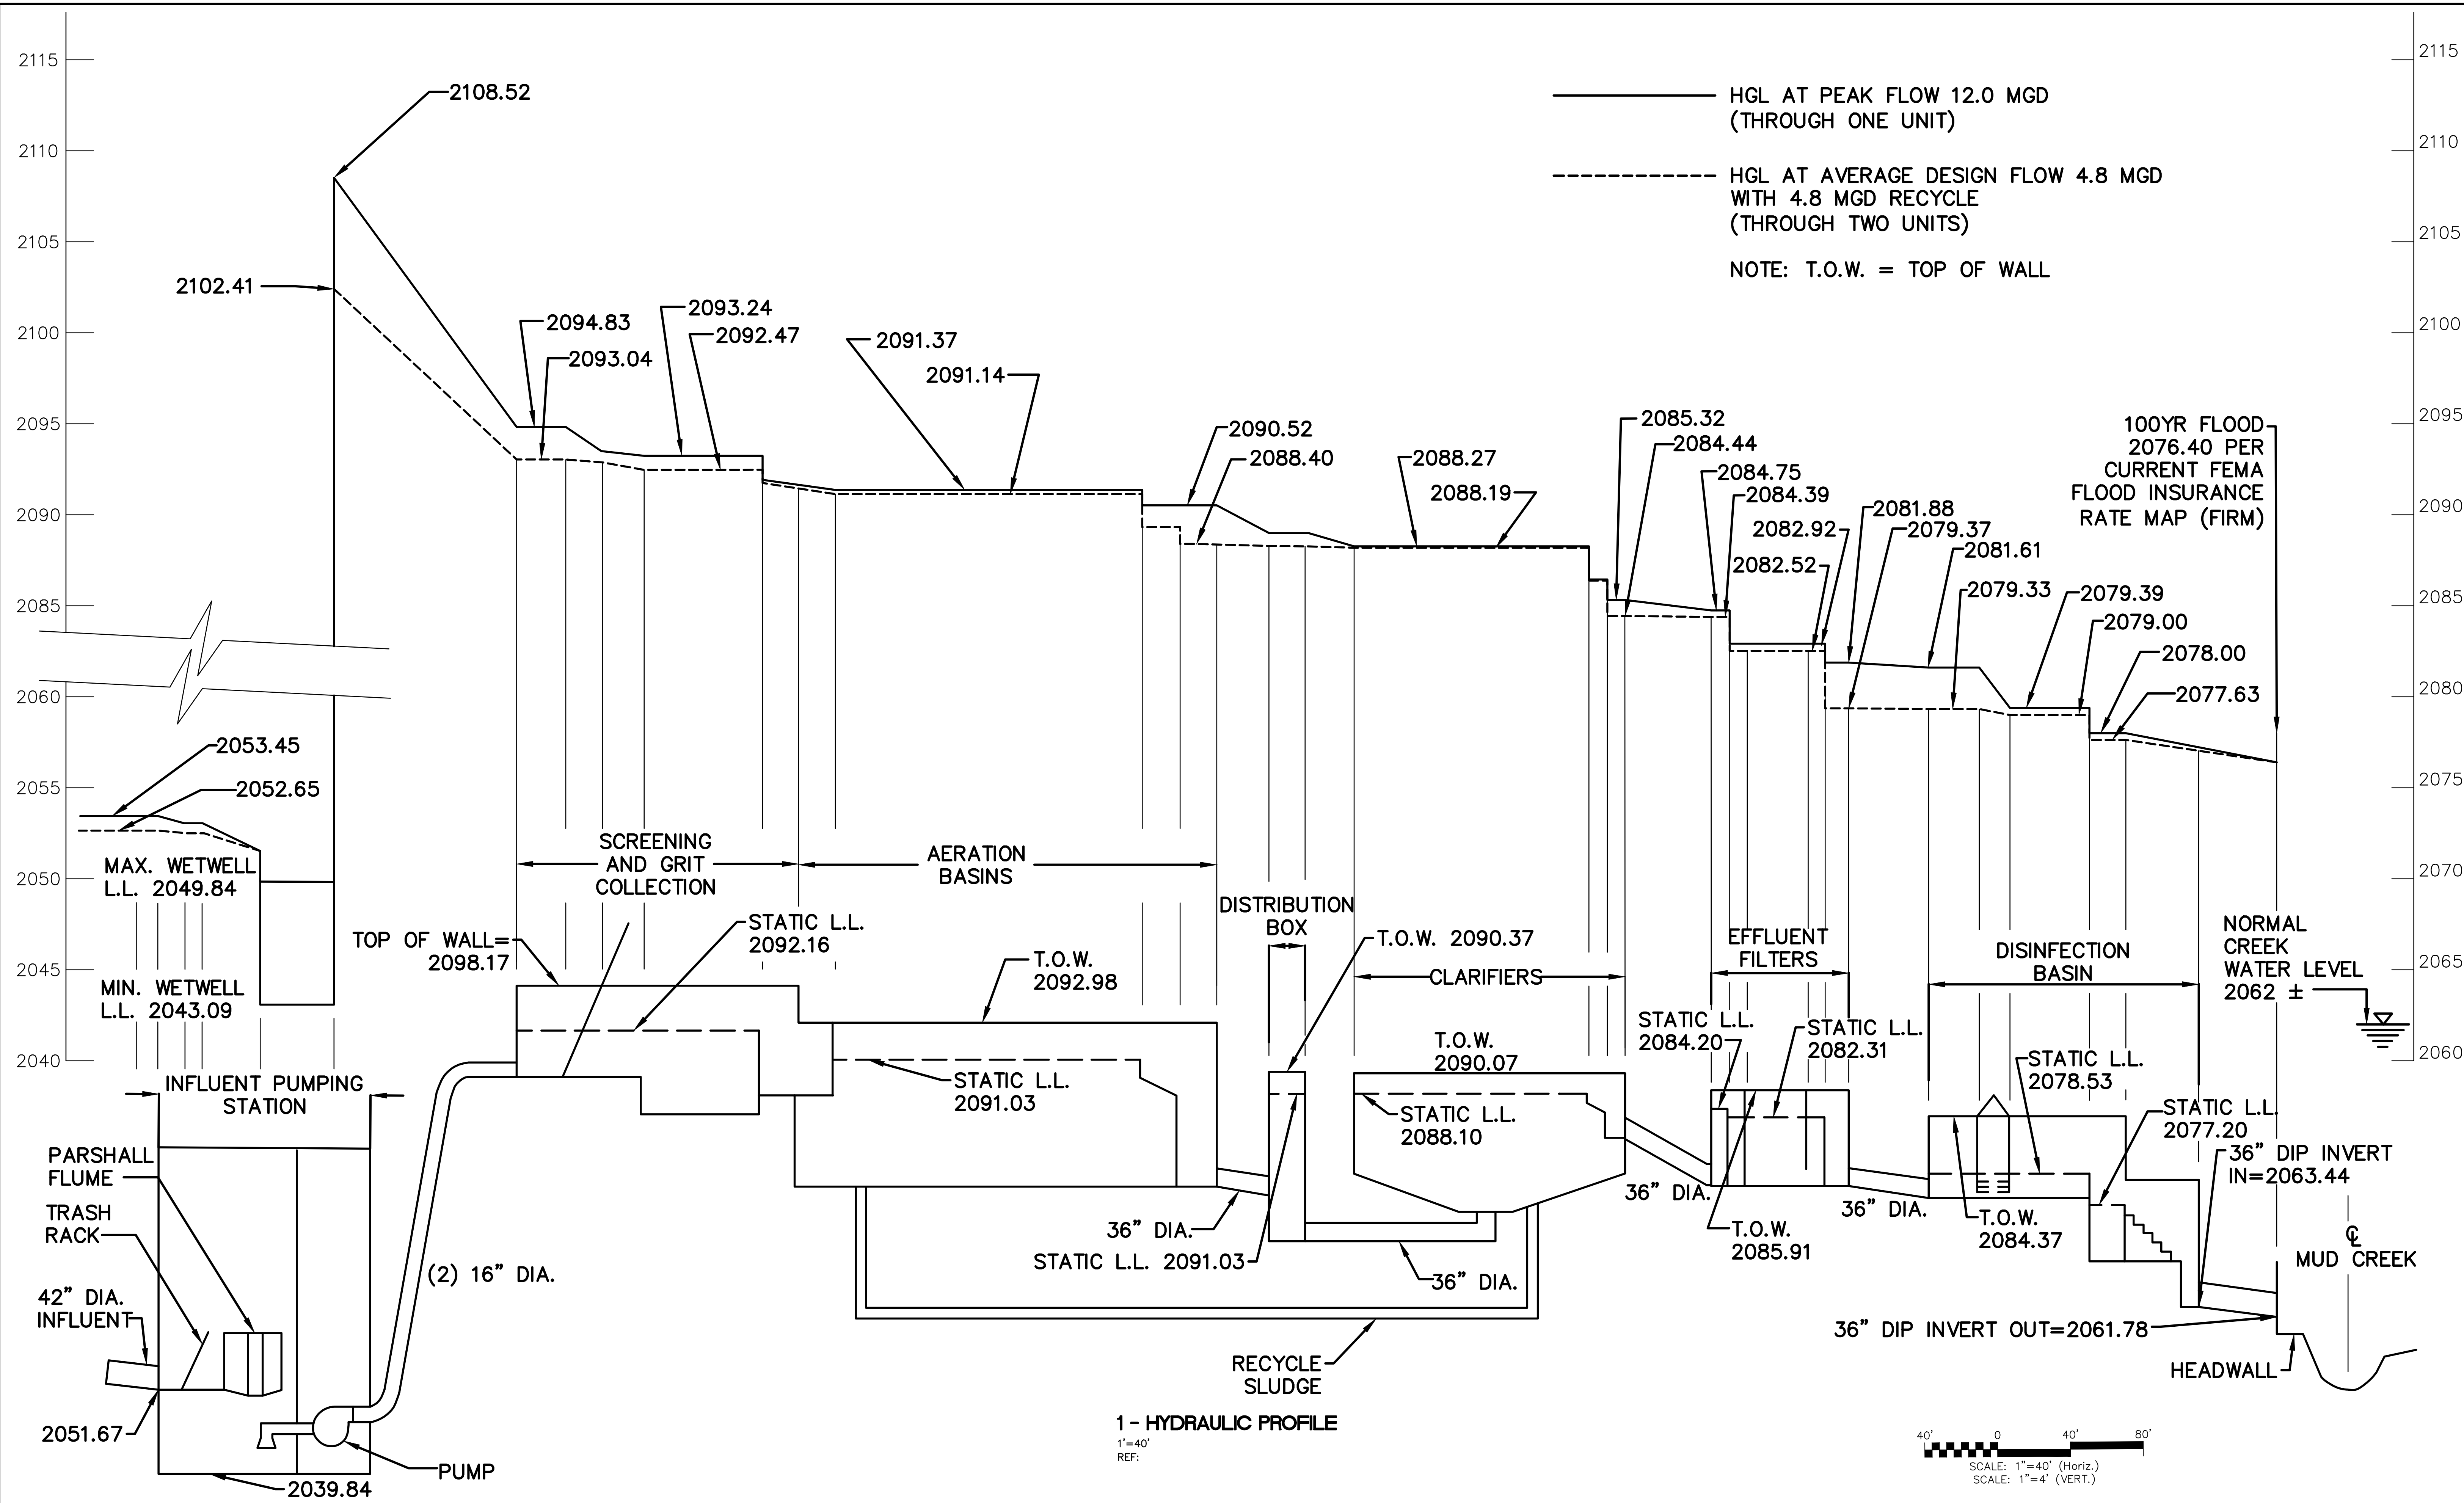 2115
2110
2105
2100
2095
2090
2085
2060
2055
2050
2045
2040
2115
2110
2105
2100
2095
2090
2085
2080
2075
2070
2065
2060
HGL AT PEAK FLOW 12.0 MGD
(THROUGH ONE UNIT)
HGL AT AVERAGE DESIGN FLOW 4.8 MGD
WITH 4.8 MGD RECYCLE
(THROUGH TWO UNITS)
NOTE: T.O.W. = TOP OF WALL
2108.52
2102.41
2094.83
2093.04
2093.24
2092.47
2091.37
2091.14
2090.52
2088.40
2088.27
2088.19
2085.32
2084.44
2084.75
2084.39
2082.92
2082.52
2081.88
2079.37
2081.61
2079.33
2079.39
2079.00
2078.00
2077.63
100YR FLOOD
2076.40 PER
CURRENT FEMA
FLOOD INSURANCE
RATE MAP (FIRM)
2053.45
2052.65
MAX. WETWELL
L.L. 2049.84
MIN. WETWELL
L.L. 2043.09
SCREENING
AND GRIT
COLLECTION
AERATION
BASINS
DISTRIBUTION
BOX
CLARIFIERS
EFFLUENT
FILTERS
DISINFECTION
BASIN
NORMAL
CREEK
WATER LEVEL
2062 ±
TOP OF WALL=
2098.17
STATIC L.L.
2092.16
T.O.W.
2092.98
T.O.W. 2090.37
T.O.W.
2090.07
STATIC L.L.
2084.20
STATIC L.L.
2082.31
STATIC L.L.
2078.53
STATIC L.L.
2077.20
STATIC L.L.
2091.03
STATIC L.L.
2088.10
INFLUENT PUMPING
STATION
PARSHALL
FLUME
TRASH
RACK
42" DIA.
INFLUENT
2051.67
2039.84
PUMP
(2) 16" DIA.
36" DIA.
STATIC L.L. 2091.03
36" DIA.
36" DIA.
T.O.W.
2085.91
36" DIA.
T.O.W.
2084.37
36" DIP INVERT
IN=2063.44
℄
MUD CREEK
36" DIP INVERT OUT=2061.78
HEADWALL
RECYCLE
SLUDGE
1 - HYDRAULIC PROFILE
1'=40'
REF:
40' 0 40' 80'
SCALE: 1"=40' (Horiz.)
SCALE: 1"=4' (VERT.)